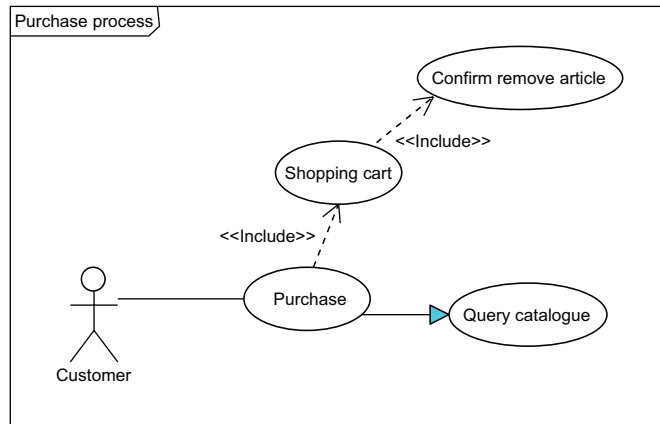 Purchase process
Confirm remove article
<<Include>>
Shopping cart
<<Include>>
Purchase
Query catalogue
Customer